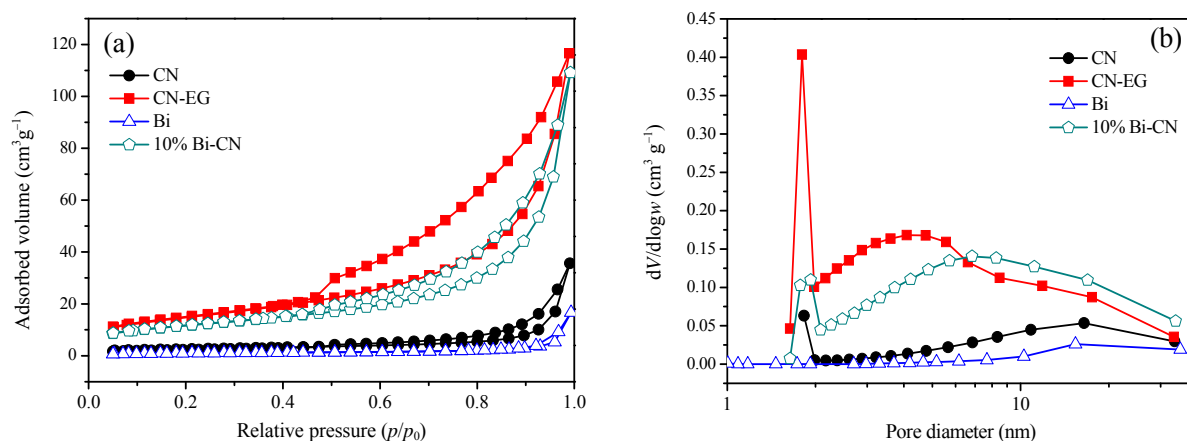 (a)
CN
CN-EG
Bi
10% Bi-CN
Adsorbed volume (cm³g⁻¹)
120
100
80
60
40
20
0
0.0 0.2 0.4 0.6 0.8 1.0
Relative pressure (p/p₀)
(b)
CN
CN-EG
Bi
10% Bi-CN
dV/dlogw (cm³ g⁻¹)
0.45
0.40
0.35
0.30
0.25
0.20
0.15
0.10
0.05
0.00
1 10
Pore diameter (nm)